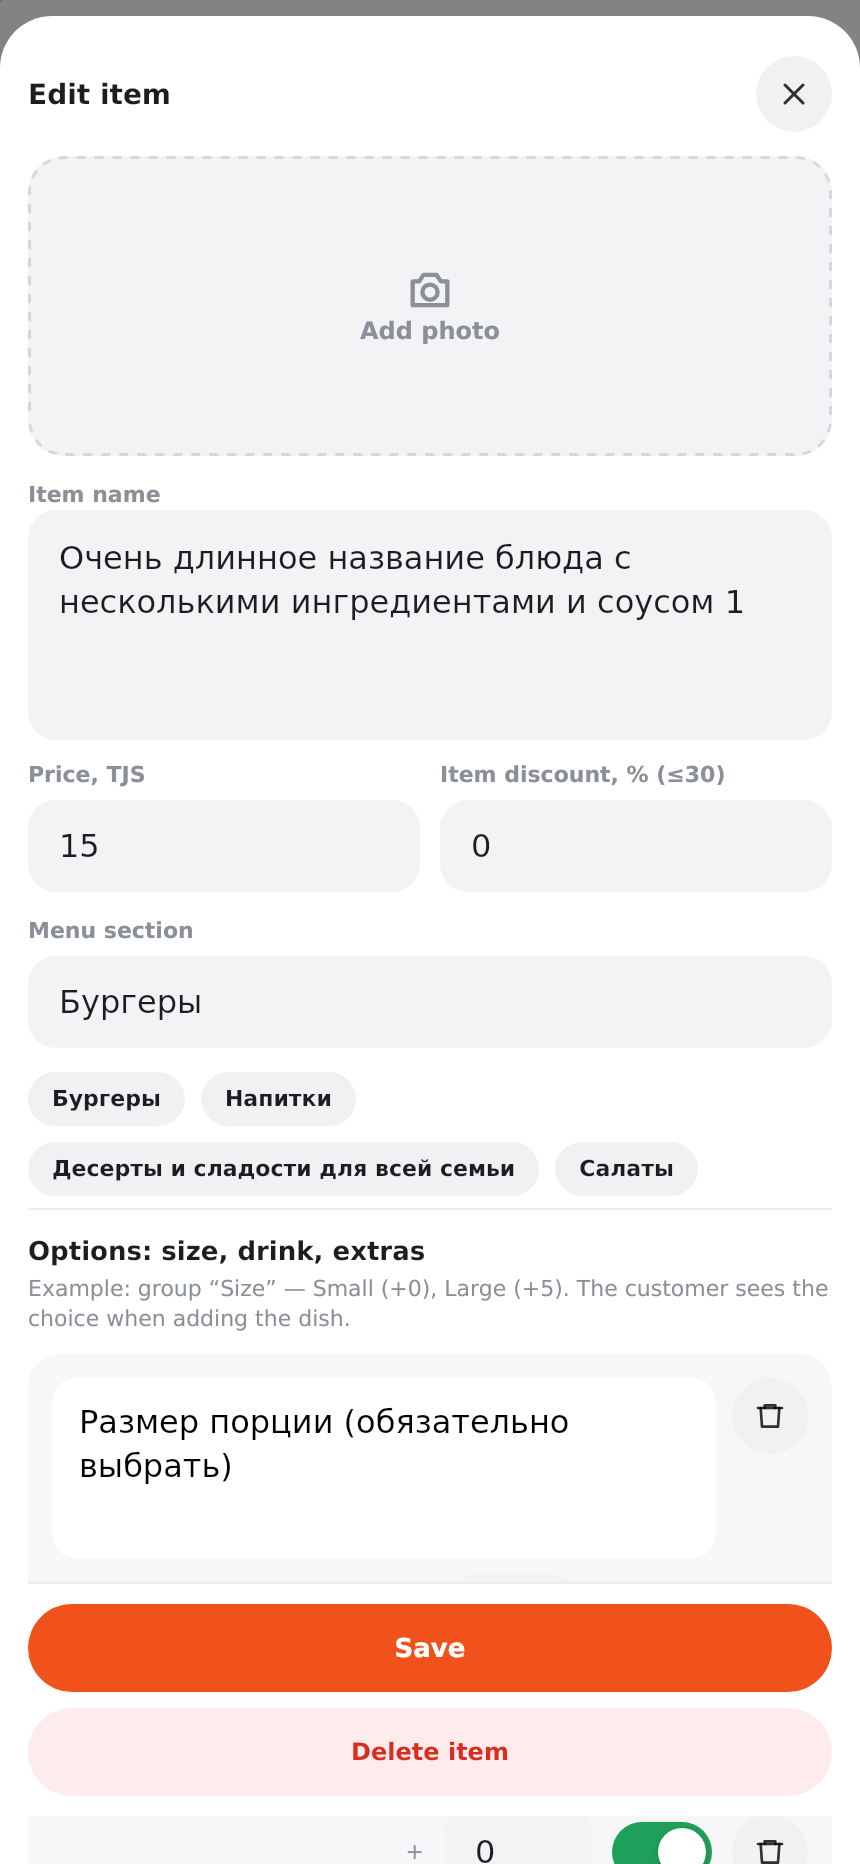 Edit item
Add photo
Item name
Очень длинное название блюда с
несколькими ингредиентами и соусом 1
Price, TJS
Item discount, % (≤30)
15
0
Menu section
Бургеры
Бургеры
Напитки
Десерты и сладости для всей семьи
Салаты
Options: size, drink, extras
Example: group “Size” — Small (+0), Large (+5). The customer sees the
choice when adding the dish.
Размер порции (обязательно
выбрать)
Save
Delete item
+
0